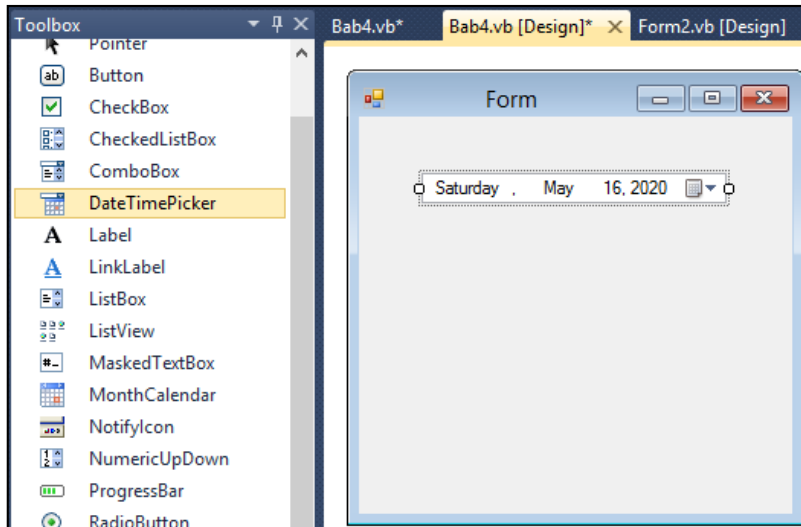 Toolbox
Pointer
Button
CheckBox
CheckedListBox
ComboBox
DateTimePicker
Label
LinkLabel
ListBox
ListView
MaskedTextBox
MonthCalendar
NotifyIcon
NumericUpDown
ProgressBar
RadioButton
Bab4.vb* Bab4.vb [Design]* Form2.vb [Design]
Form
Saturday , May 16, 2020